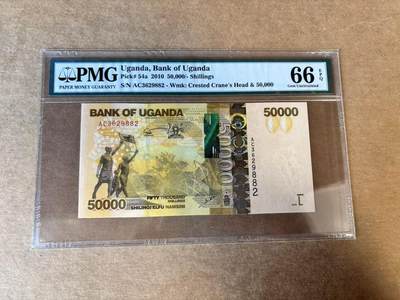 PMG
PAPER MONEY GUARANTY
Uganda, Bank of Uganda
Pick# 54a 2010 50,000/- Shillings
S/N AC3629882 - Wmk: Crested Crane's Head & 50,000
66 EPQ
Gem Uncirculated
BANK OF UGANDA
AC3629882
50000
50000
AC3629882
50000
FIFTY THOUSAND
SHILLINGS
SHILINGI ELFU HAMSINI